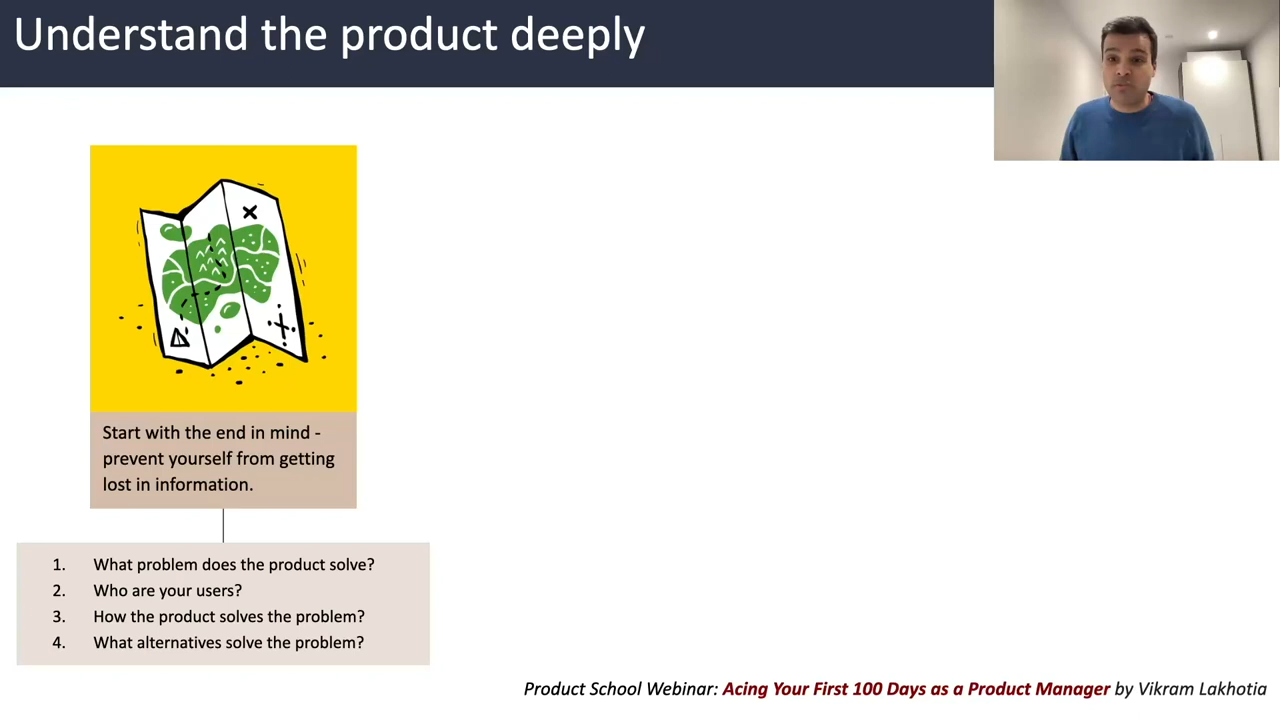 Understand the product deeply
Start with the end in mind -
prevent yourself from getting
lost in information.
1. What problem does the product solve?
2. Who are your users?
3. How the product solves the problem?
4. What alternatives solve the problem?
Product School Webinar: Acing Your First 100 Days as a Product Manager by Vikram Lakhotia